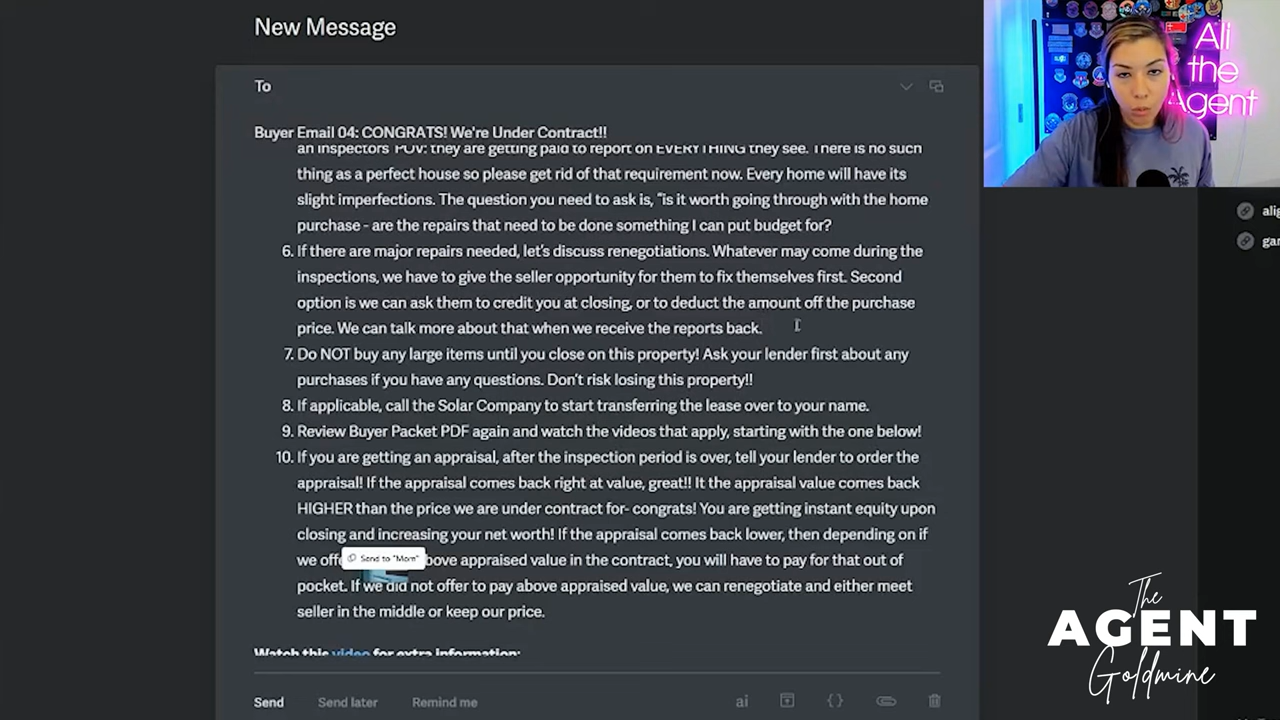 New Message
To
Buyer Email 04: CONGRATS! We're Under Contract!!
an inspectors POV: they are getting paid to report on EVERYTHING they see. There is no such
thing as a perfect house so please get rid of that requirement now. Every home will have its
slight imperfections. The question you need to ask is, "is it worth going through with the home
purchase - are the repairs that need to be done something I can put budget for?
6. If there are major repairs needed, let's discuss renegotiations. Whatever may come during the
inspections, we have to give the seller opportunity for them to fix themselves first. Second
option is we can ask them to credit you at closing, or to deduct the amount off the purchase
price. We can talk more about that when we receive the reports back.
7. Do NOT buy any large items until you close on this property! Ask your lender first about any
purchases if you have any questions. Don't risk losing this property!!
8. If applicable, call the Solar Company to start transferring the lease over to your name.
9. Review Buyer Packet PDF again and watch the videos that apply, starting with the one below!
10. If you are getting an appraisal, after the inspection period is over, tell your lender to order the
appraisal! If the appraisal comes back right at value, great!! It the appraisal value comes back
HIGHER than the price we are under contract for- congrats! You are getting instant equity upon
closing and increasing your net worth! If the appraisal comes back lower, then depending on if
we offe bove appraised value in the contract, you will have to pay for that out of
Send to "Mom"
pocket. If we did not offer to pay above appraised value, we can renegotiate and either meet
seller in the middle or keep our price.
Watch this video for extra information:
Send Send later Remind me ai {}
Ali
the
Agent
alig
gar
The
AGENT
Goldmine